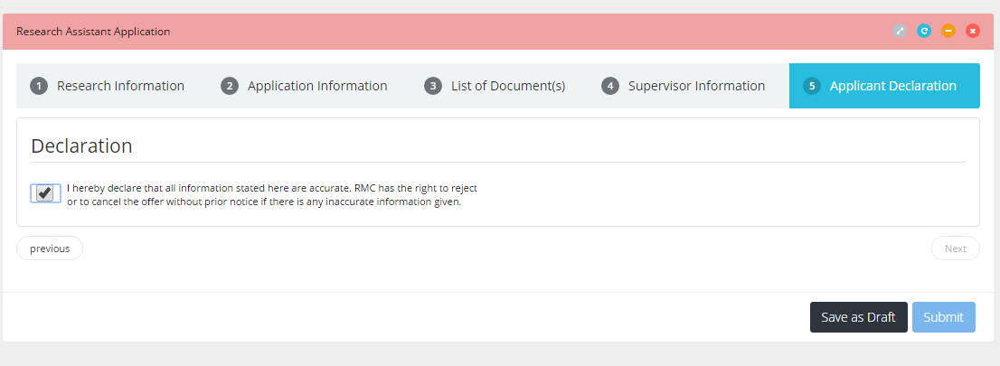 Research Assistant Application
1 Research Information
2 Application Information
3 List of Document(s)
4 Supervisor Information
5 Applicant Declaration
Declaration
I hereby declare that all information stated here are accurate. RMC has the right to reject
or to cancel the offer without prior notice if there is any inaccurate information given.
previous
Next
Save as Draft
Submit